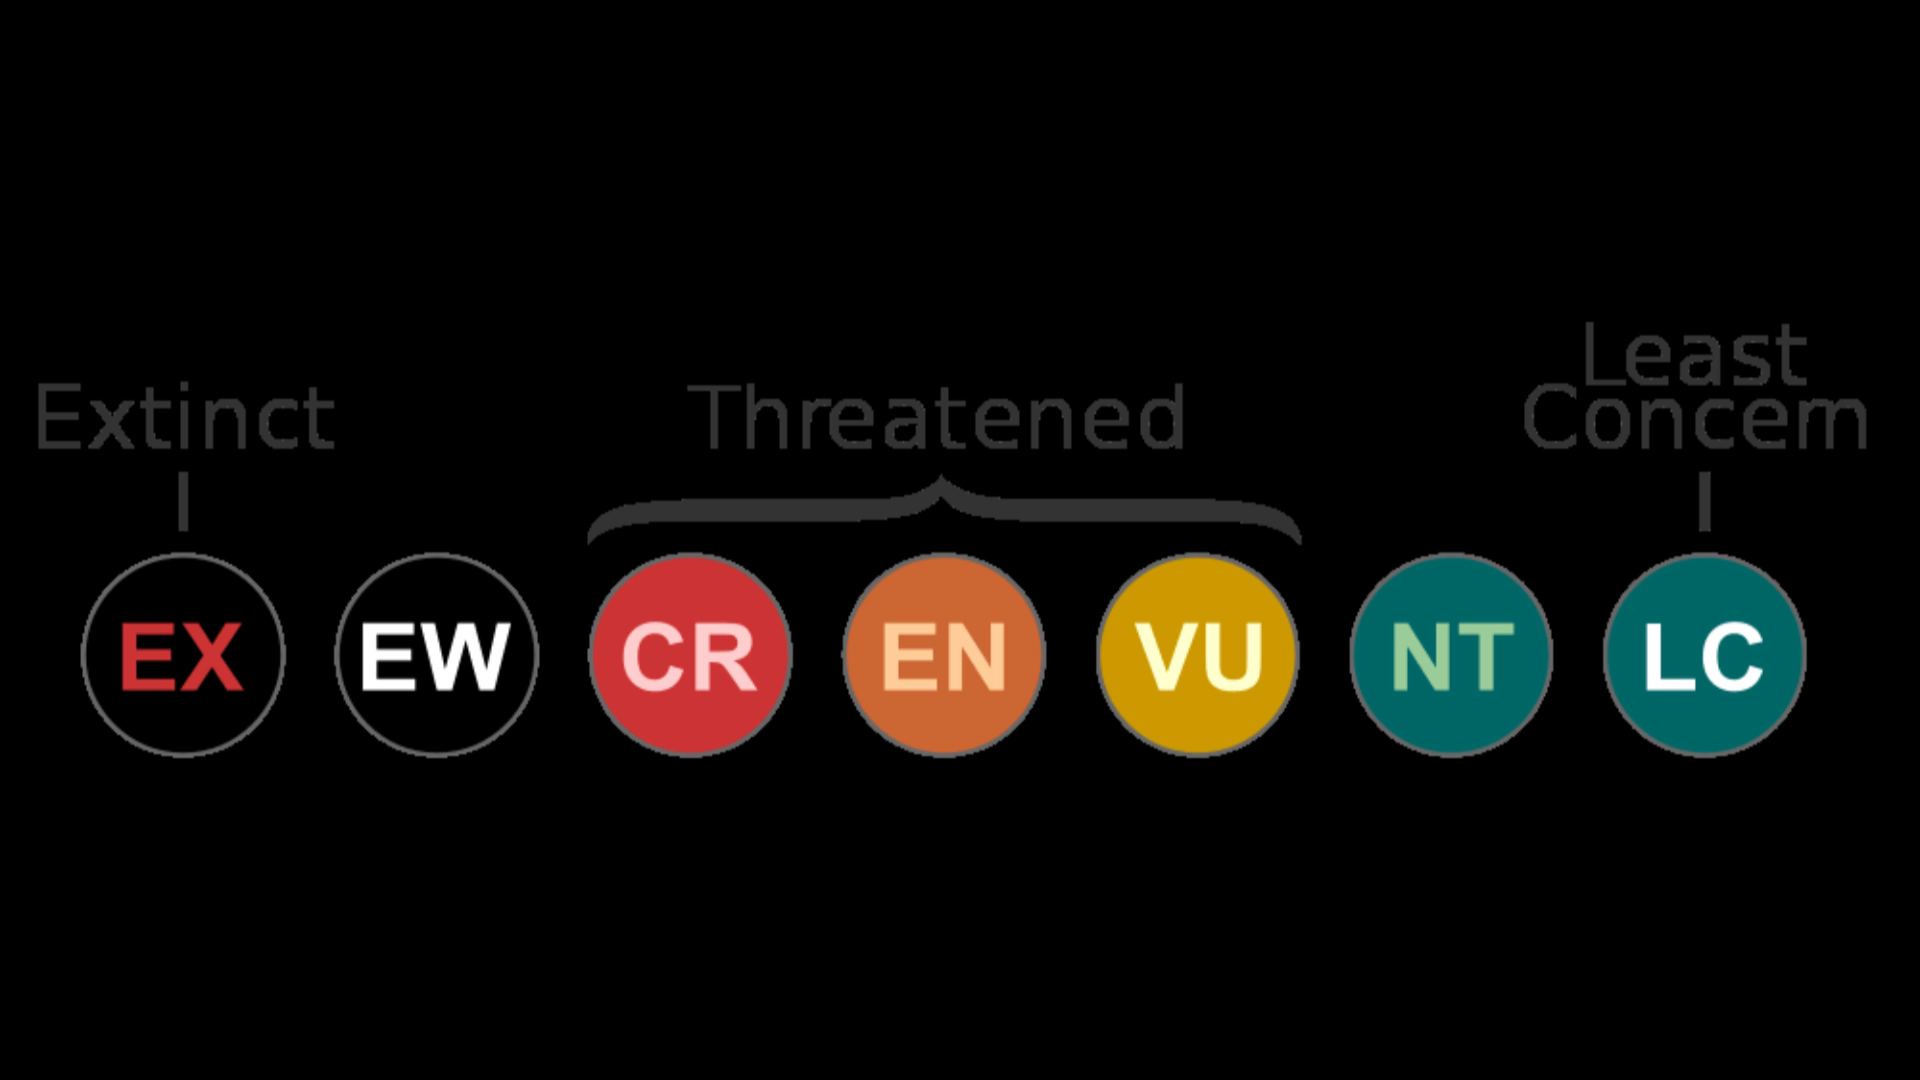 Extinct
Threatened
Least
Concern
EX
EW
CR
EN
VU
NT
LC